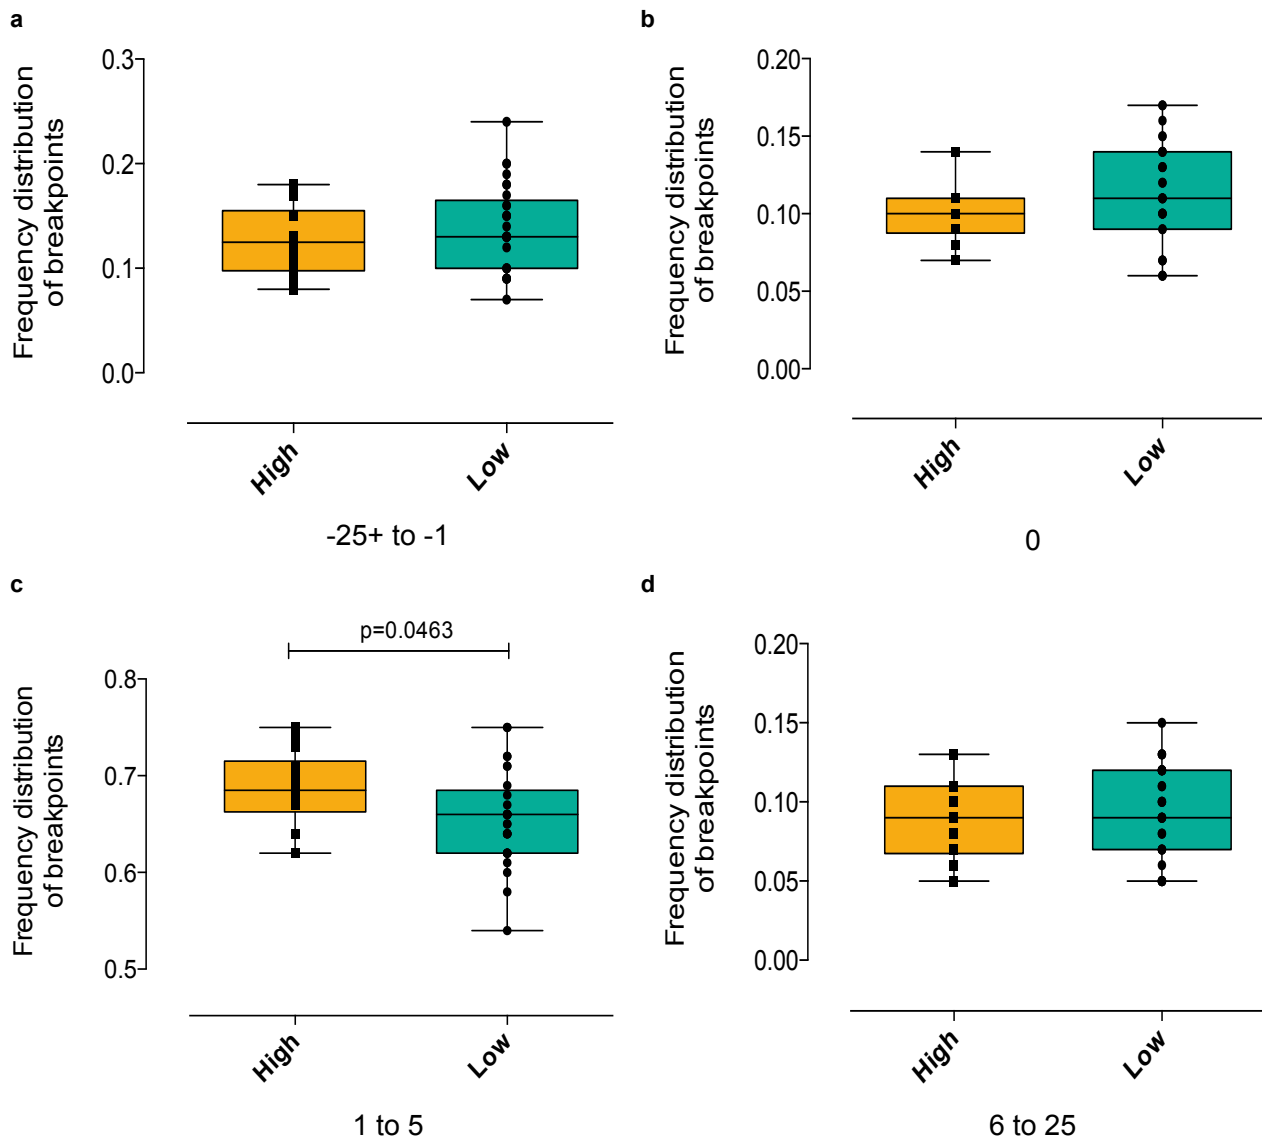 a
Frequency distribution
of breakpoints
0.3
0.2
0.1
0.0
High
Low
-25+ to -1
b
Frequency distribution
of breakpoints
0.20
0.15
0.10
0.05
0.00
High
Low
0
c
Frequency distribution
of breakpoints
p=0.0463
0.8
0.7
0.6
0.5
High
Low
1 to 5
d
Frequency distribution
of breakpoints
0.20
0.15
0.10
0.05
0.00
High
Low
6 to 25